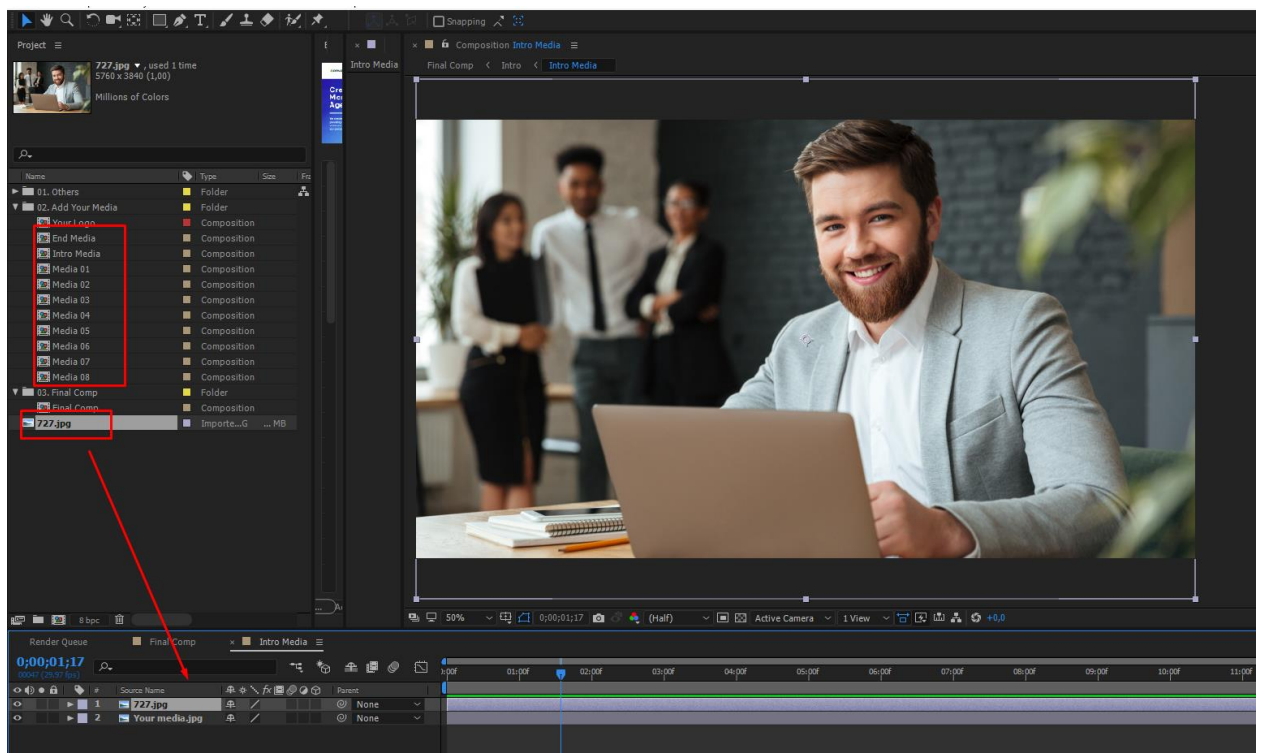 Snapping
Project
727.jpg ▼ , used 1 time
5760 x 3840 (1,00)
Millions of Colors
Intro Media
Composition Intro Media
Final Comp < Intro < Intro Media
Name Type Size
01. Others Folder
02. Add Your Media Folder
Your Logo Composition
End Media Composition
Intro Media Composition
Media 01 Composition
Media 02 Composition
Media 03 Composition
Media 04 Composition
Media 05 Composition
Media 06 Composition
Media 07 Composition
Media 08 Composition
03. Final Comp Folder
Final Comp Composition
727.jpg Importe...G ... MB
8 bpc
50% 0;00;01;17 (Half) Active Camera 1 View +0,0
Render Queue Final Comp Intro Media
0;00;01;17
00047 (29.97 fps)
01:00f 02:00f 03:00f 04:00f 05:00f 06:00f 07:00f 08:00f 09:00f 10:00f 11:00f
# Source Name Parent
1 727.jpg None
2 Your media.jpg None